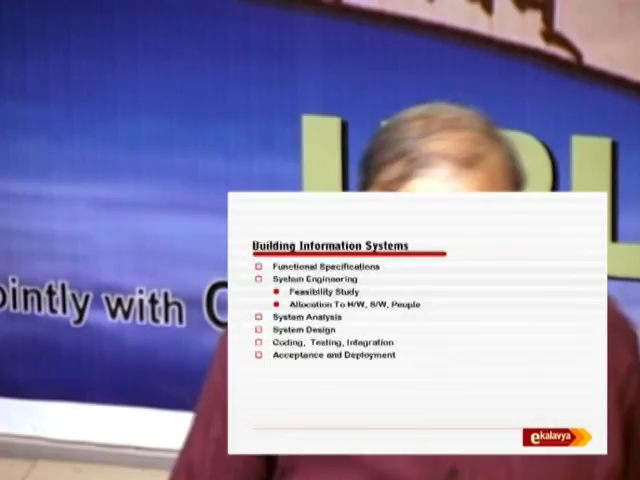 ointly with
Building Information Systems
Functional Specifications
System Engineering
Feasibility Study
Allocation To H/W, S/W, People
System Analysis
System Design
Coding, Testing, Integration
Acceptance and Deployment
ekalavya